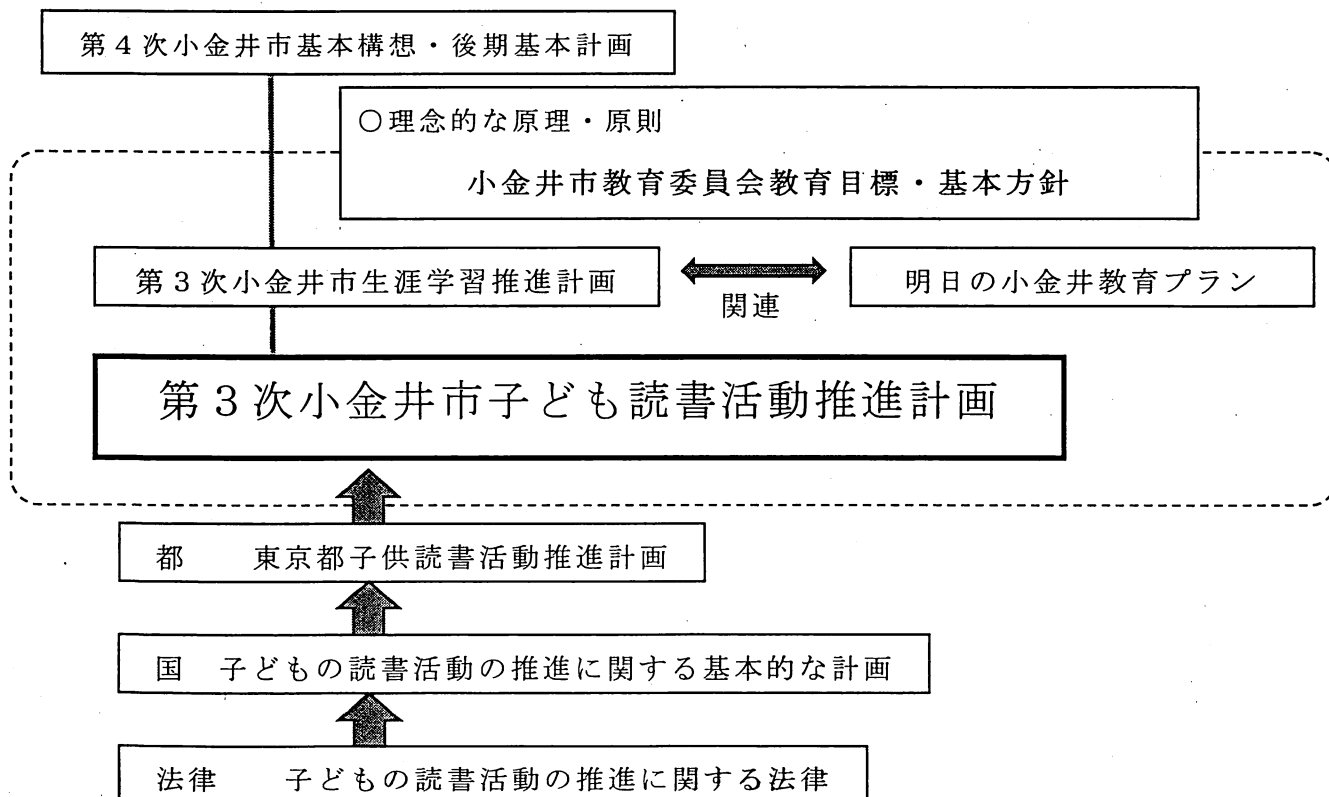 第4次小金井市基本構想・後期基本計画
○理念的な原理・原則
小金井市教育委員会教育目標・基本方針
第3次小金井市生涯学習推進計画
関連
明日の小金井教育プラン
第3次小金井市子ども読書活動推進計画
都 東京都子供読書活動推進計画
国 子どもの読書活動の推進に関する基本的な計画
法律 子どもの読書活動の推進に関する法律